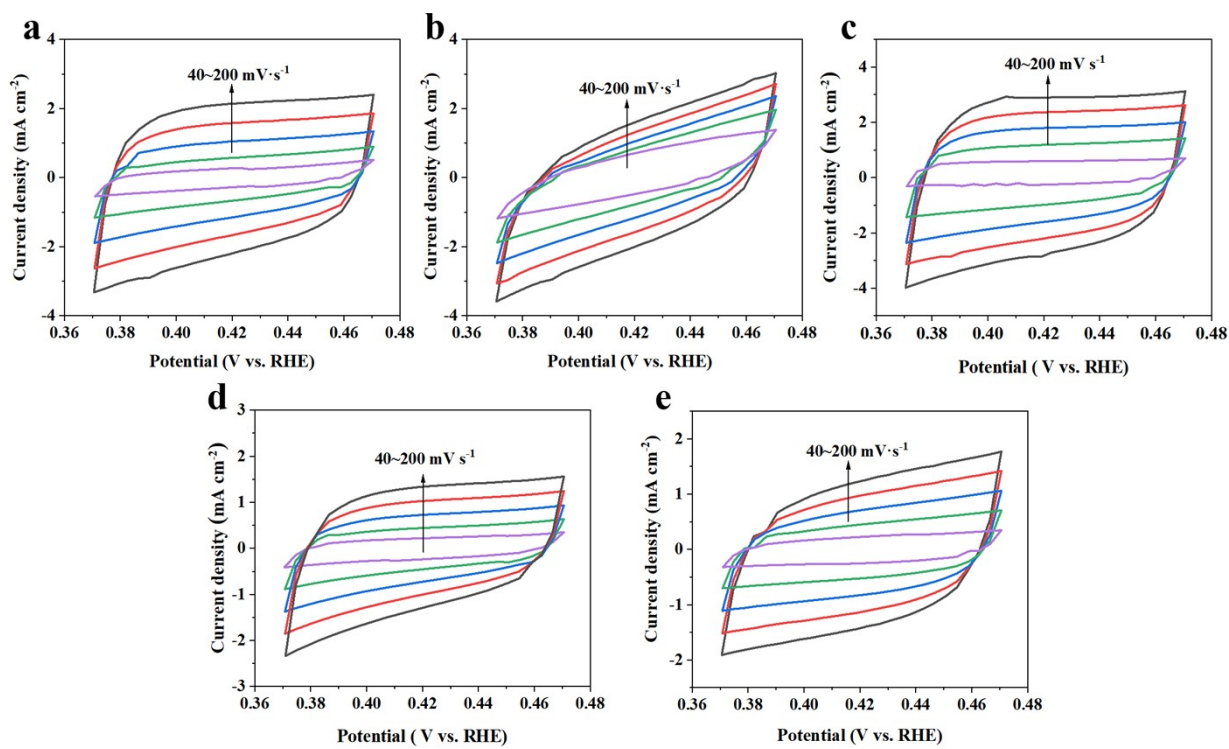 a
40~200 mV·s⁻¹
4
2
0
-2
-4
Current density (mA cm⁻²)
0.36 0.38 0.40 0.42 0.44 0.46 0.48
Potential (V vs. RHE)
b
40~200 mV·s⁻¹
4
2
0
-2
-4
Current density (mA cm⁻²)
0.36 0.38 0.40 0.42 0.44 0.46 0.48
Potential (V vs. RHE)
c
40~200 mV·s⁻¹
4
2
0
-2
-4
Current density (mA cm⁻²)
0.36 0.38 0.40 0.42 0.44 0.46 0.48
Potential ( V vs. RHE)
d
40~200 mV s⁻¹
3
2
1
0
-1
-2
-3
Current density (mA cm⁻²)
0.36 0.38 0.40 0.42 0.44 0.46 0.48
Potential ( V vs. RHE)
e
40~200 mV·s⁻¹
2
1
0
-1
-2
Current density (mA cm⁻²)
0.36 0.38 0.40 0.42 0.44 0.46 0.48
Potential (V vs. RHE)